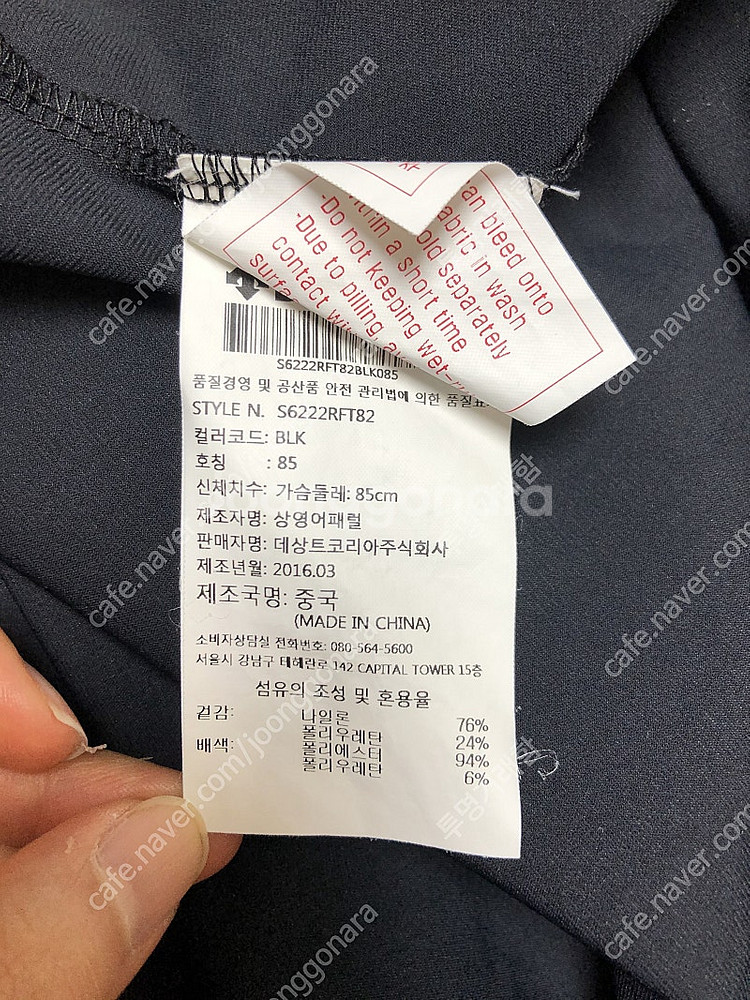 an bleed onto
fabric in wash
old separately
within a short time
-Do not keeping wet-
-Due to pilling
contact
S6222RFT82BLK085
품질경영 및 공산품 안전 관리법에 의한 품질표
STYLE N. S6222RFT82
컬러코드: BLK
호칭 : 85
신체치수: 가슴둘레: 85cm
제조자명: 상영어패럴
판매자명: 데상트코리아주식회사
제조년월: 2016.03
제조국명: 중국
(MADE IN CHINA)
소비자상담실 전화번호: 080-564-5600
서울시 강남구 테헤란로 142 CAPITAL TOWER 15층
섬유의 조성 및 혼용율
겉감: 나일론 76%
폴리우레탄 24%
배색: 폴리에스터 94%
폴리우레탄 6%
cafe.naver.com/joonggonara
joonggonara